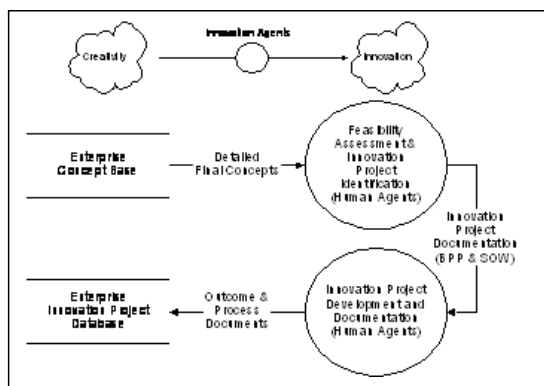 Innovation Agents
Creativity
Innovation
Enterprise
Concept Base
Detailed
Final Concepts
Feasibility
Assessment &
Innovation
Project
Identification
(Human Agents)
Innovation
Project
Documentation
(BPP & SOW)
Enterprise
Innovation Project
Database
Outcome &
Process
Documents
Innovation Project
Development and
Documentation
(Human Agents)